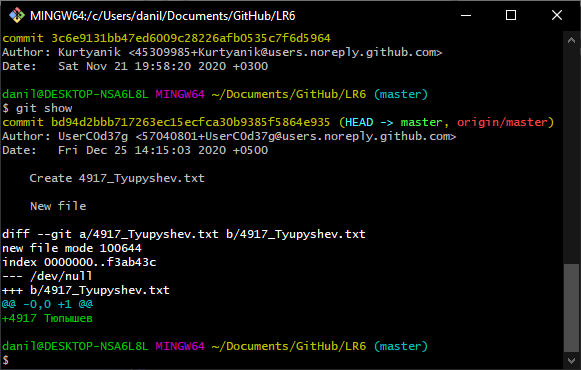 MINGW64:/c/Users/danil/Documents/GitHub/LR6
commit 3c6e9131bb47ed6009c28226afb0535c7f6d5964
Author: Kurtyanik <45309985+Kurtyanik@users.noreply.github.com>
Date:   Sat Nov 21 19:58:20 2020 +0300
danil@DESKTOP-NSA6L8L MINGW64 ~/Documents/GitHub/LR6 (master)
$ git show
commit bd94d2bbb717263ec15ecfca30b9385f5864e935 (HEAD -> master, origin/master)
Author: UserC0d37g <57040801+UserC0d37g@users.noreply.github.com>
Date:   Fri Dec 25 14:15:03 2020 +0500
    Create 4917_Tyupyshev.txt
    New file
diff --git a/4917_Tyupyshev.txt b/4917_Tyupyshev.txt
new file mode 100644
index 0000000..f3ab43c
--- /dev/null
+++ b/4917_Tyupyshev.txt
@@ -0,0 +1 @@
+4917 Тюпышев
danil@DESKTOP-NSA6L8L MINGW64 ~/Documents/GitHub/LR6 (master)
$